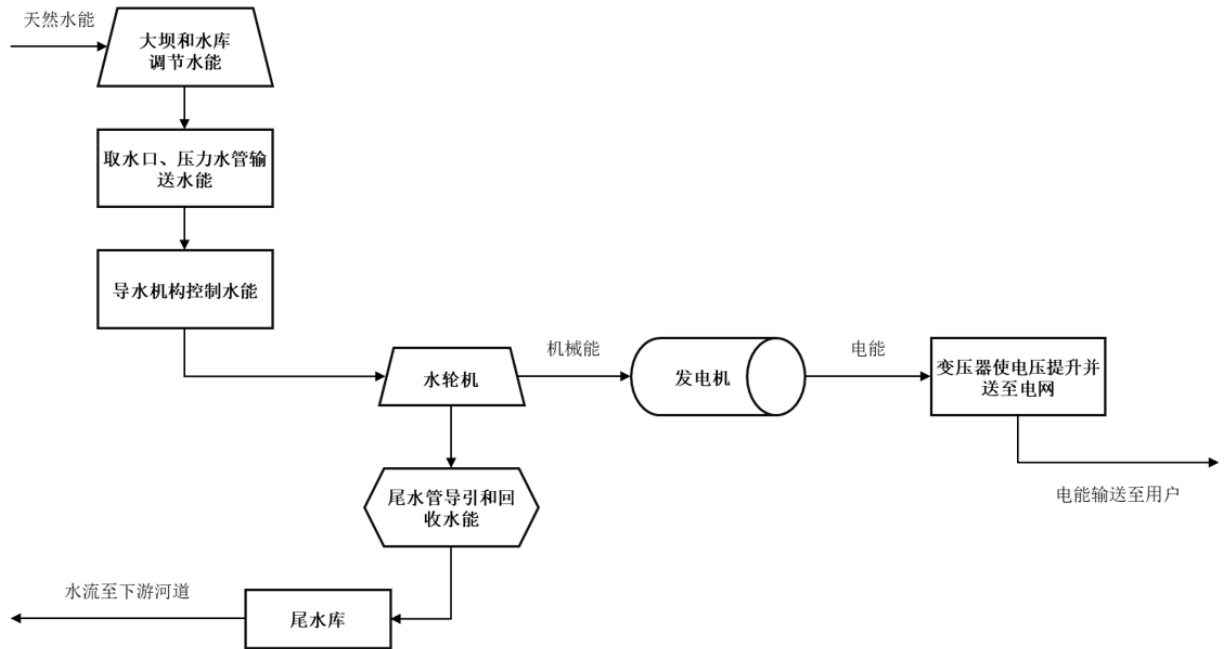 天然水能
大坝和水库
调节水能
取水口、压力水管输
送水能
导水机构控制水能
水轮机
机械能
发电机
电能
变压器使电压提升并
送至电网
电能输送至用户
尾水管导引和回
收水能
水流至下游河道
尾水库